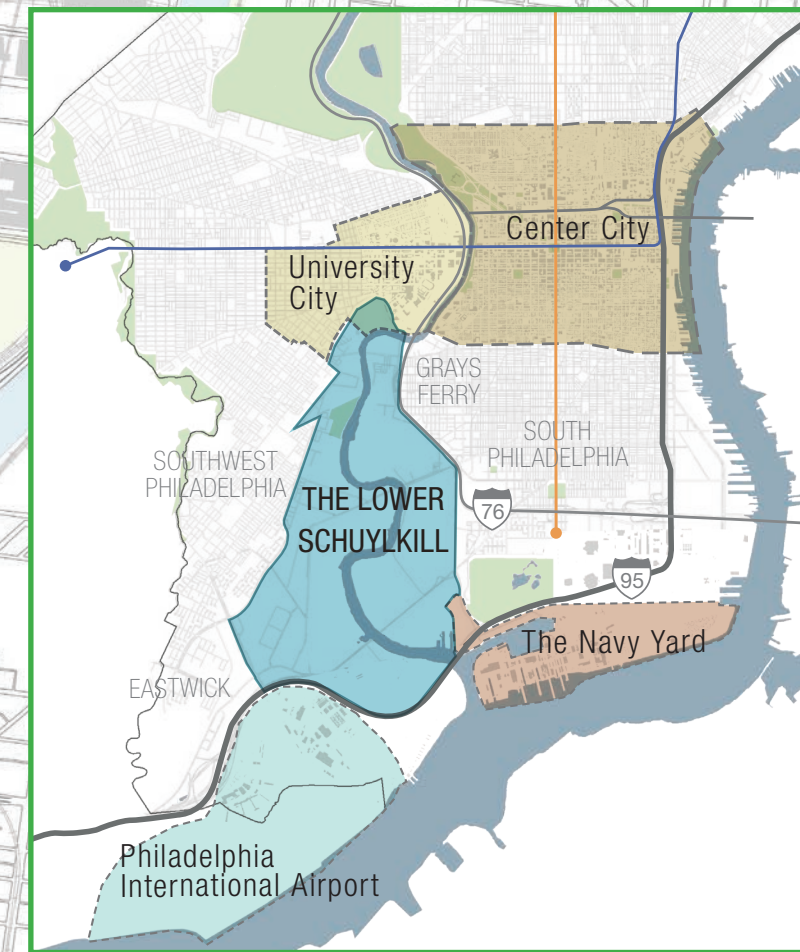 Center City
University
City
GRAYS
FERRY
SOUTH
PHILADELPHIA
SOUTHWEST
PHILADELPHIA
THE LOWER
SCHUYLKILL
76
95
The Navy Yard
EASTWICK
Philadelphia
International Airport